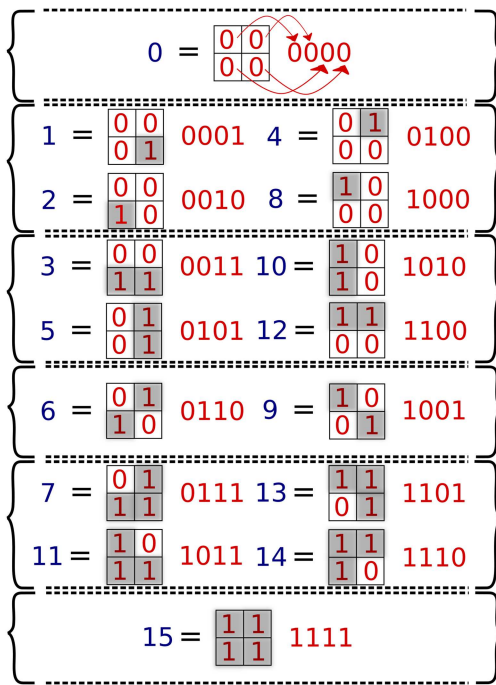 0 = 0 0 0000
0 0
1 = 0 0 0001 4 = 0 1 0100
0 1 0 0
2 = 0 0 0010 8 = 1 0 1000
1 0 0 0
3 = 0 0 0011 10 = 1 0 1010
1 1 1 0
5 = 0 1 0101 12 = 1 1 1100
0 1 0 0
6 = 0 1 0110 9 = 1 0 1001
1 0 0 1
7 = 0 1 0111 13 = 1 1 1101
1 1 0 1
11 = 1 0 1011 14 = 1 1 1110
1 1 1 0
15 = 1 1 1111
1 1